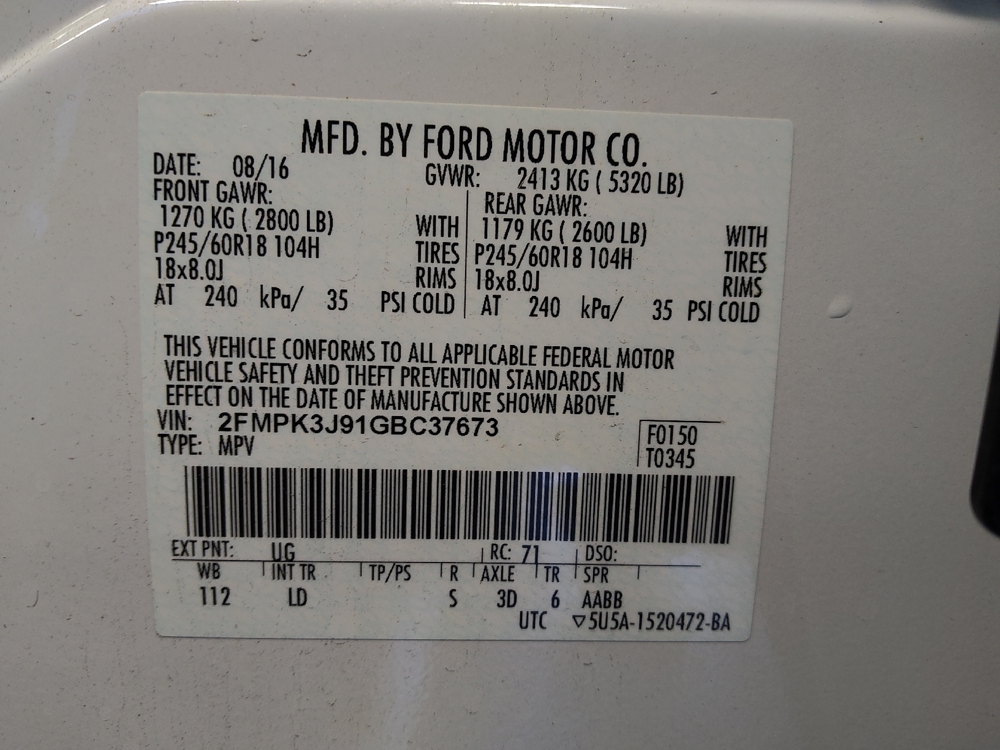 MFD. BY FORD MOTOR CO.
DATE: 08/16 GVWR: 2413 KG ( 5320 LB)
FRONT GAWR: REAR GAWR:
1270 KG ( 2800 LB) WITH 1179 KG ( 2600 LB) WITH
P245/60R18 104H TIRES P245/60R18 104H TIRES
18x8.0J RIMS 18x8.0J RIMS
AT 240 kPa/ 35 PSI COLD AT 240 kPa/ 35 PSI COLD
THIS VEHICLE CONFORMS TO ALL APPLICABLE FEDERAL MOTOR
VEHICLE SAFETY AND THEFT PREVENTION STANDARDS IN
EFFECT ON THE DATE OF MANUFACTURE SHOWN ABOVE.
VIN: 2FMPK3J91GBC37673
TYPE: MPV
F0150
T0345
EXT PNT: UG RC: 71 DSO:
WB INT TR TP/PS R AXLE TR SPR
112 LD S 3D 6 AABB
UTC ▽5U5A-1520472-BA